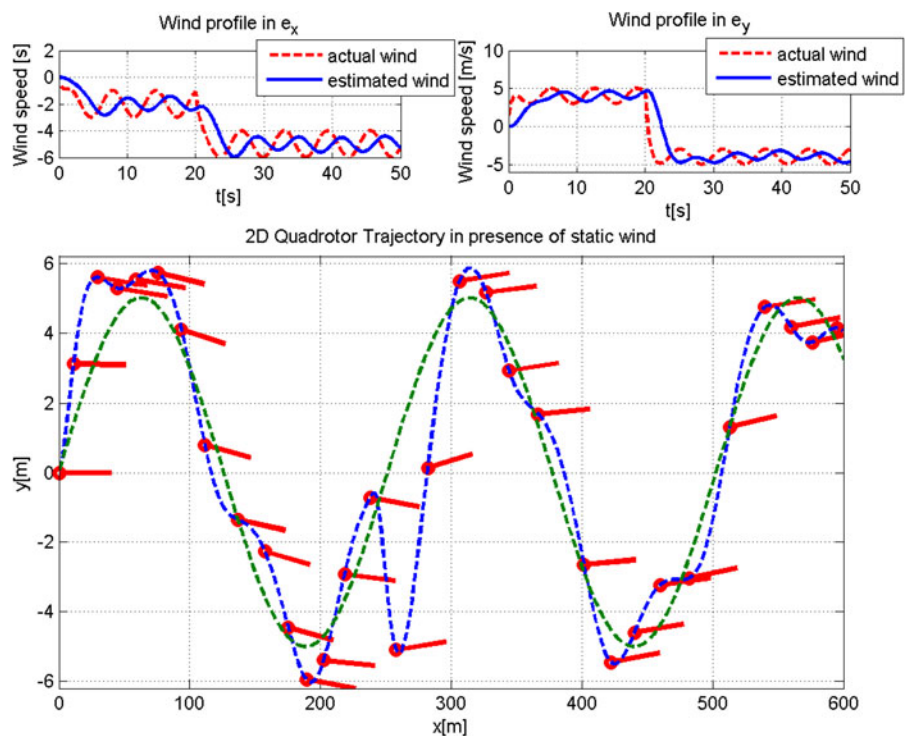 Wind profile in e_x
Wind speed [s]
2
0
-2
-4
-6
0
10
20
30
40
50
t[s]
actual wind
estimated wind
Wind profile in e_y
Wind speed [m/s]
10
5
0
-5
0
10
20
30
40
50
t[s]
actual wind
estimated wind
2D Quadrotor Trajectory in presence of static wind
y[m]
6
4
2
0
-2
-4
-6
0
100
200
300
400
500
600
x[m]